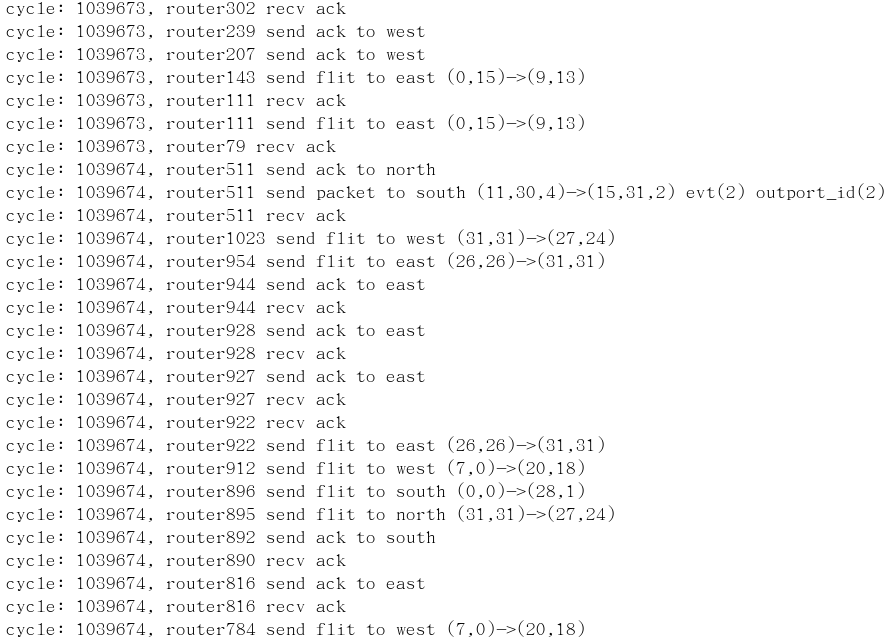 cycle: 1039673, router302 recv ack
cycle: 1039673, router239 send ack to west
cycle: 1039673, router207 send ack to west
cycle: 1039673, router143 send flit to east (0,15)->(9,13)
cycle: 1039673, router111 recv ack
cycle: 1039673, router111 send flit to east (0,15)->(9,13)
cycle: 1039673, router79 recv ack
cycle: 1039674, router511 send ack to north
cycle: 1039674, router511 send packet to south (11,30,4)->(15,31,2) evt(2) outport_id(2)
cycle: 1039674, router511 recv ack
cycle: 1039674, router1023 send flit to west (31,31)->(27,24)
cycle: 1039674, router954 send flit to east (26,26)->(31,31)
cycle: 1039674, router944 send ack to east
cycle: 1039674, router944 recv ack
cycle: 1039674, router928 send ack to east
cycle: 1039674, router928 recv ack
cycle: 1039674, router927 send ack to east
cycle: 1039674, router927 recv ack
cycle: 1039674, router922 recv ack
cycle: 1039674, router922 send flit to east (26,26)->(31,31)
cycle: 1039674, router912 send flit to west (7,0)->(20,18)
cycle: 1039674, router896 send flit to south (0,0)->(28,1)
cycle: 1039674, router895 send flit to north (31,31)->(27,24)
cycle: 1039674, router892 send ack to south
cycle: 1039674, router890 recv ack
cycle: 1039674, router816 send ack to east
cycle: 1039674, router816 recv ack
cycle: 1039674, router784 send flit to west (7,0)->(20,18)